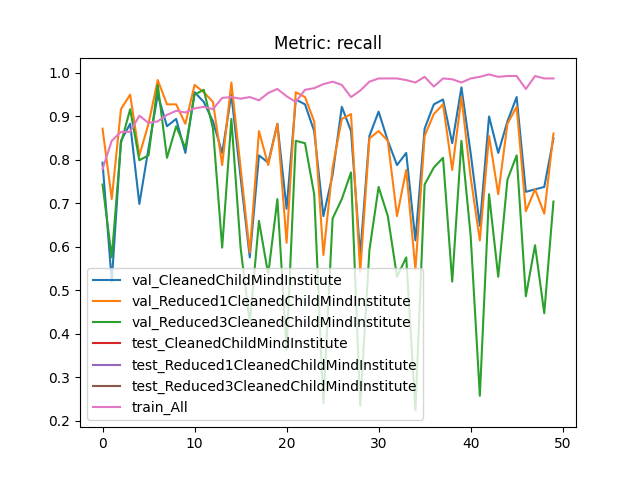 Metric: recall
1.0
0.9
0.8
0.7
0.6
0.5
0.4
0.3
0.2
val_CleanedChildMindInstitute
val_Reduced1CleanedChildMindInstitute
val_Reduced3CleanedChildMindInstitute
test_CleanedChildMindInstitute
test_Reduced1CleanedChildMindInstitute
test_Reduced3CleanedChildMindInstitute
train_All
0 10 20 30 40 50